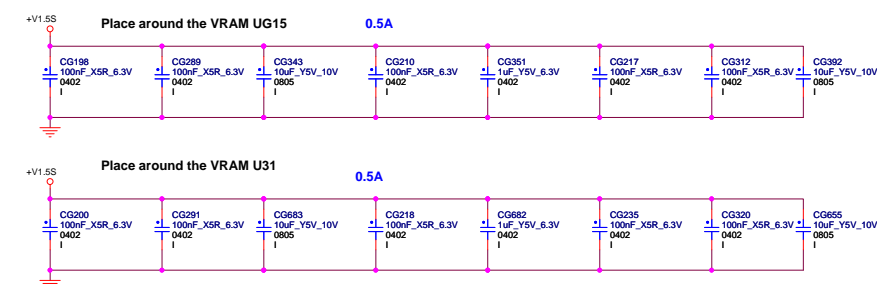 +V1.5S Place around the VRAM UG15 0.5A
CG198 CG289 CG343 CG210 CG351 CG217 CG312 CG392
100nF_X5R_6.3V 100nF_X5R_6.3V 10uF_Y5V_10V 100nF_X5R_6.3V 1uF_Y5V_6.3V 100nF_X5R_6.3V 100nF_X5R_6.3V 10uF_Y5V_10V
0402 0402 0805 0402 0402 0402 0402 0805
I I I I I I I I
+V1.5S Place around the VRAM U31 0.5A
CG200 CG291 CG683 CG218 CG682 CG235 CG320 CG655
100nF_X5R_6.3V 100nF_X5R_6.3V 10uF_Y5V_10V 100nF_X5R_6.3V 1uF_Y5V_6.3V 100nF_X5R_6.3V 100nF_X5R_6.3V 10uF_Y5V_10V
0402 0402 0805 0402 0402 0402 0402 0805
I I I I I I I I